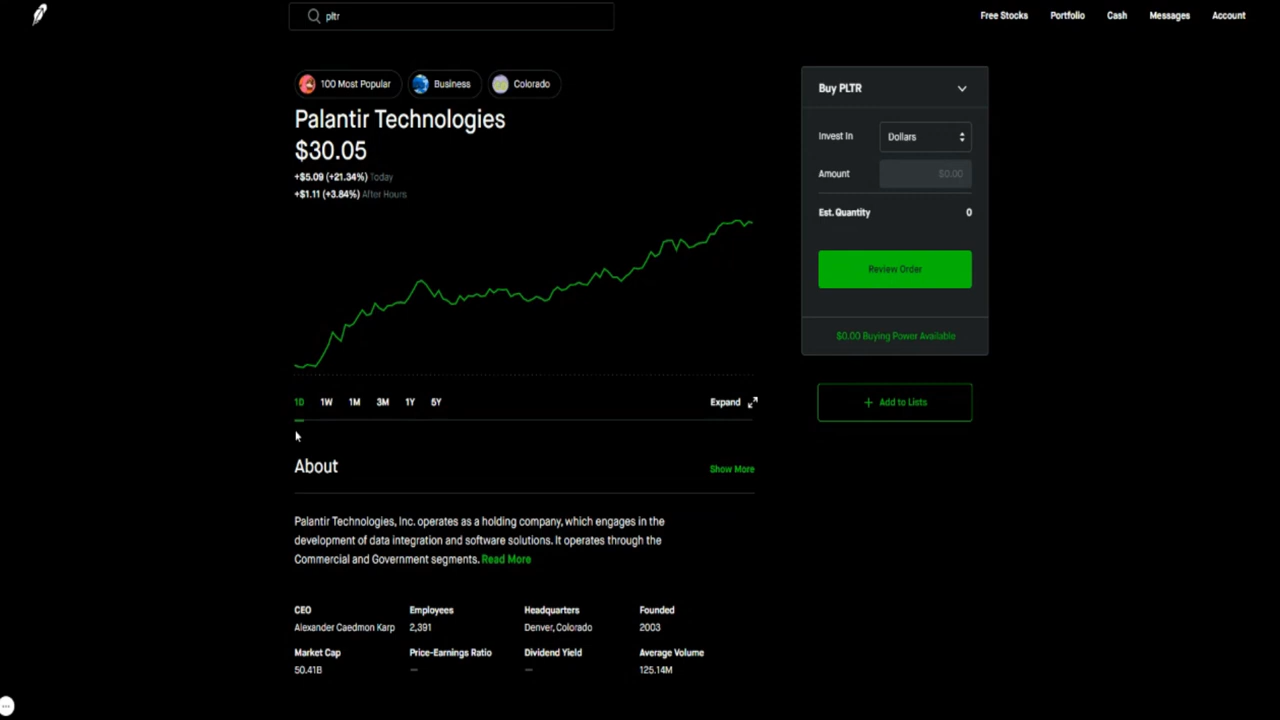 pltr
Free Stocks Portfolio Cash Messages Account
100 Most Popular Business Colorado
Palantir Technologies
$30.05
+$5.09 (+21.34%) Today
+$1.11 (+3.84%) After Hours
Buy PLTR
Invest In Dollars
Amount $0.00
Est. Quantity 0
Review Order
$0.00 Buying Power Available
Add to Lists
1D 1W 1M 3M 1Y 5Y Expand
About Show More
Palantir Technologies, Inc. operates as a holding company, which engages in the
development of data integration and software solutions. It operates through the
Commercial and Government segments. Read More
CEO Employees Headquarters Founded
Alexander Caedmon Karp 2,391 Denver, Colorado 2003
Market Cap Price-Earnings Ratio Dividend Yield Average Volume
50.41B — — 125.14M